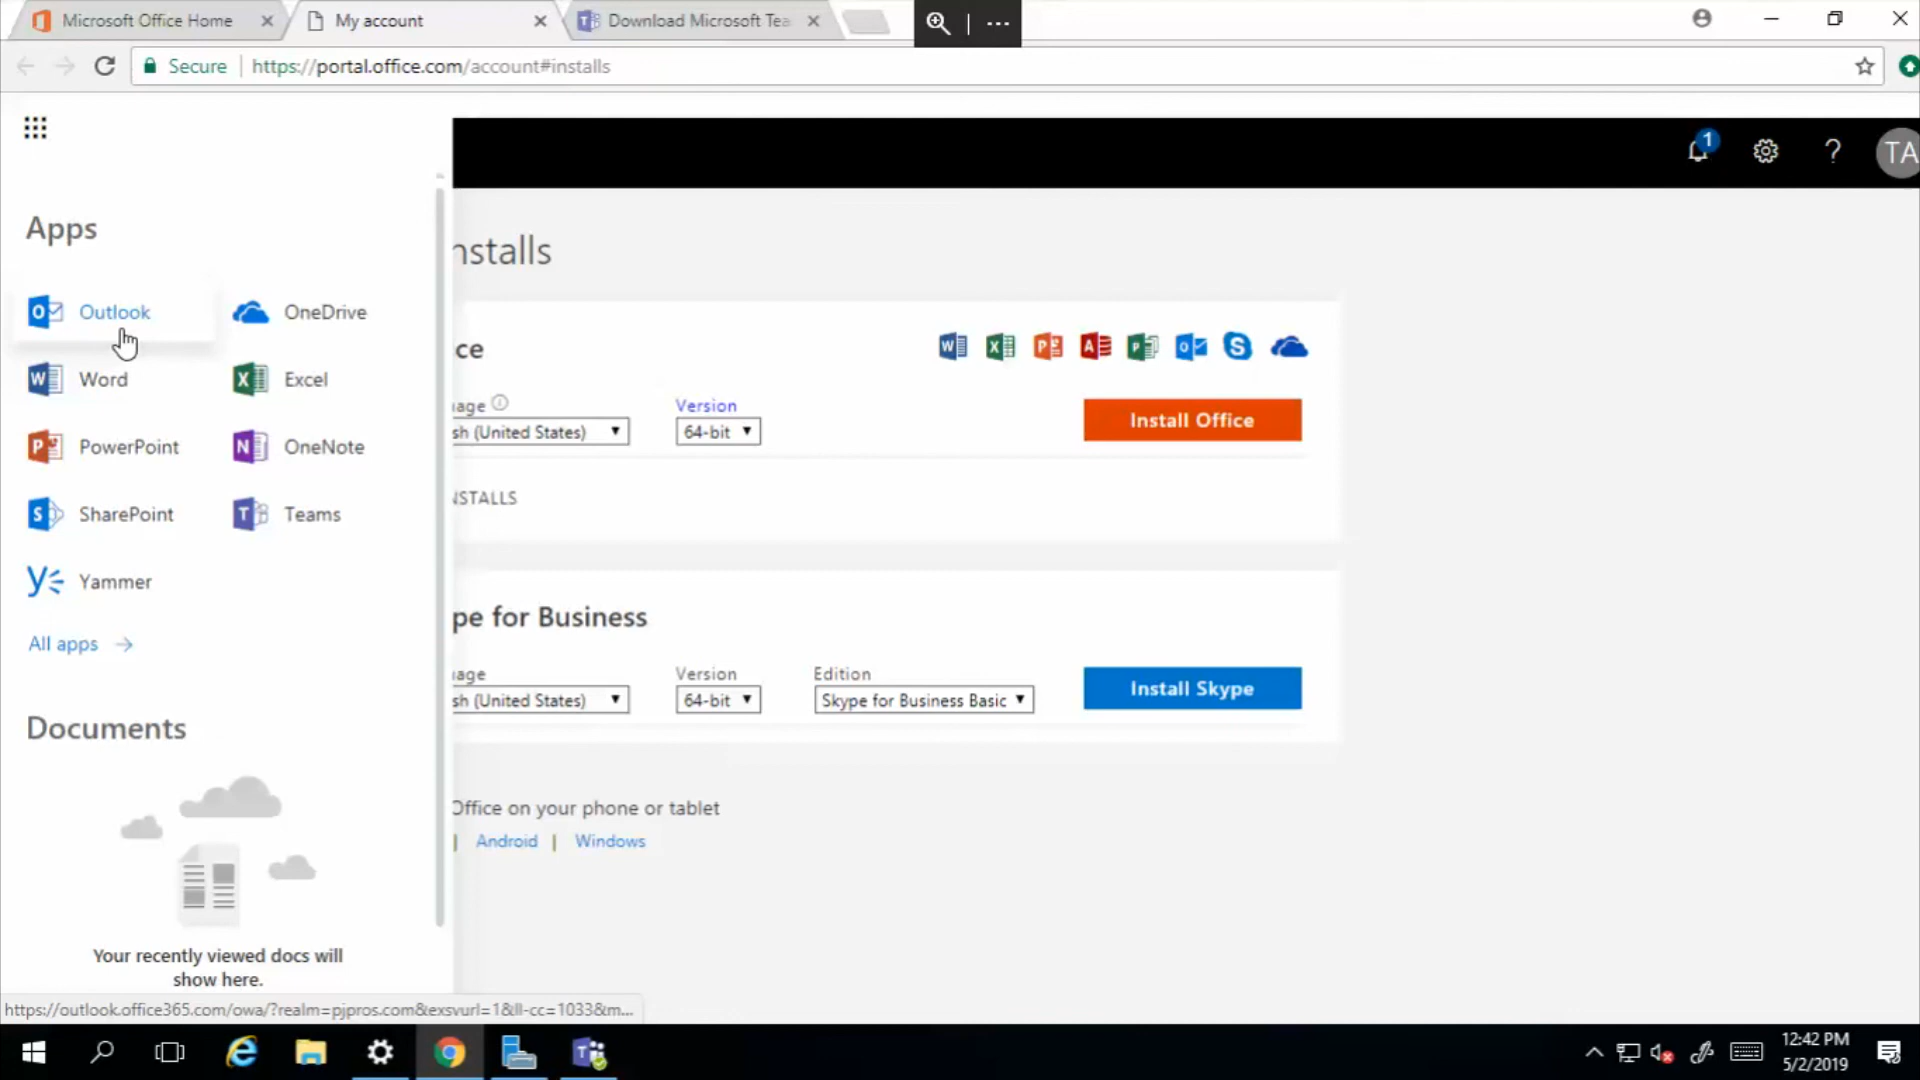 Microsoft Office Home
My account
Download Microsoft Tea
Secure
https://portal.office.com/account#installs
1
TA
Apps
nstalls
Outlook
OneDrive
ce
Word
Excel
uage
Version
sh (United States)
64-bit
Install Office
PowerPoint
OneNote
NSTALLS
SharePoint
Teams
Yammer
pe for Business
All apps
uage
Version
Edition
sh (United States)
64-bit
Skype for Business Basic
Install Skype
Documents
Office on your phone or tablet
| Android | Windows
Your recently viewed docs will
show here.
https://outlook.office365.com/owa/?realm=pjpros.com&exsvurl=1&ll-cc=1033&m...
12:42 PM
5/2/2019